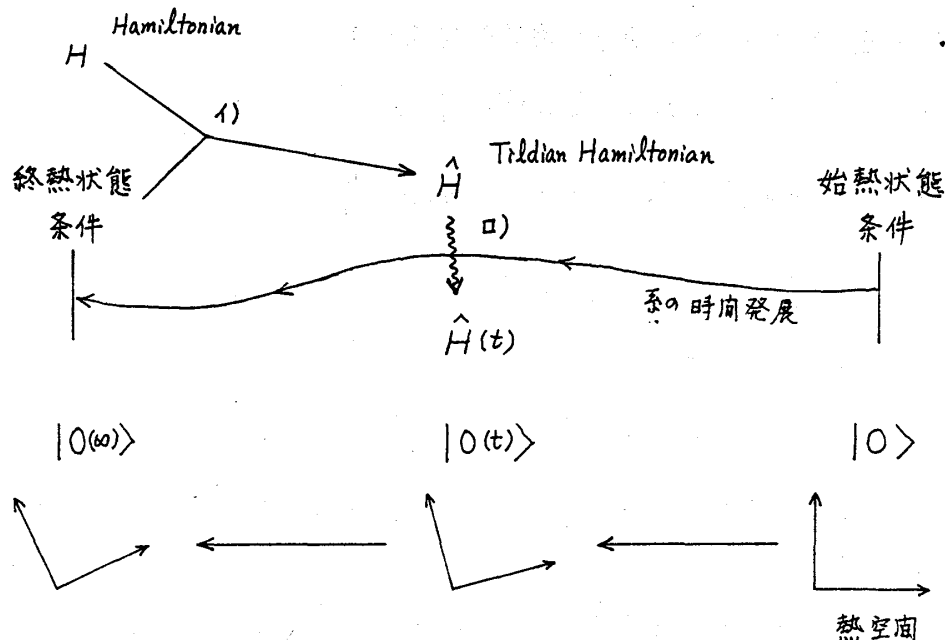 Hamiltonian
H
イ)
Tildian Hamiltonian
Ĥ
終熱状態
条件
始熱状態
条件
ロ)
系の時間発展
Ĥ(t)
|0(∞)〉
|0(t)〉
|0〉
熱空間